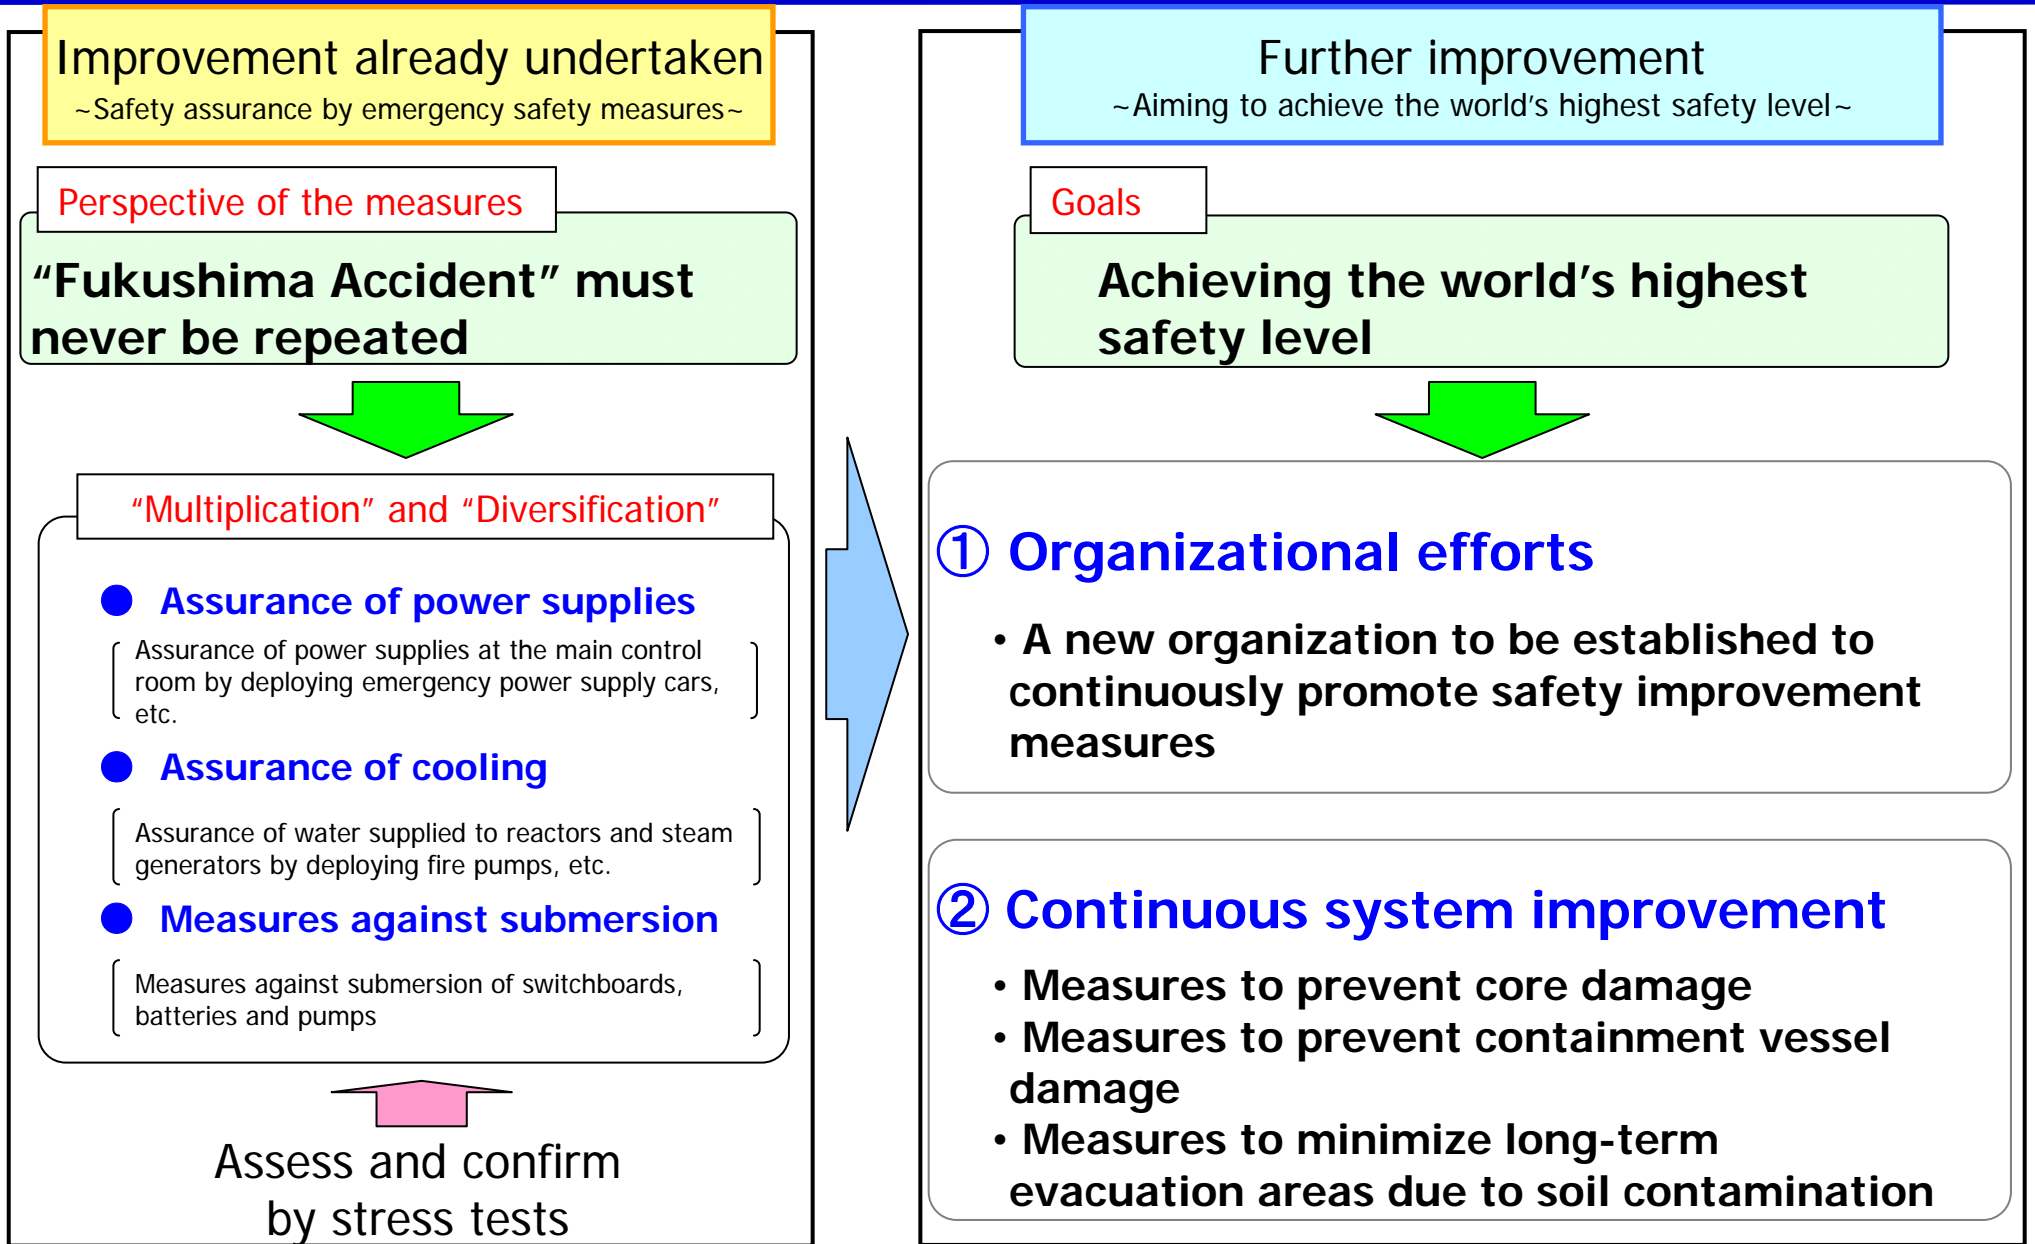 Improvement already undertaken
~Safety assurance by emergency safety measures~
Perspective of the measures
“Fukushima Accident” must
never be repeated
“Multiplication” and “Diversification”
● Assurance of power supplies
Assurance of power supplies at the main control
room by deploying emergency power supply cars,
etc.
● Assurance of cooling
Assurance of water supplied to reactors and steam
generators by deploying fire pumps, etc.
● Measures against submersion
Measures against submersion of switchboards,
batteries and pumps
Assess and confirm
by stress tests
Further improvement
~Aiming to achieve the world’s highest safety level~
Goals
Achieving the world’s highest
safety level
① Organizational efforts
・A new organization to be established to
continuously promote safety improvement
measures
② Continuous system improvement
・Measures to prevent core damage
・Measures to prevent containment vessel
damage
・Measures to minimize long-term
evacuation areas due to soil contamination